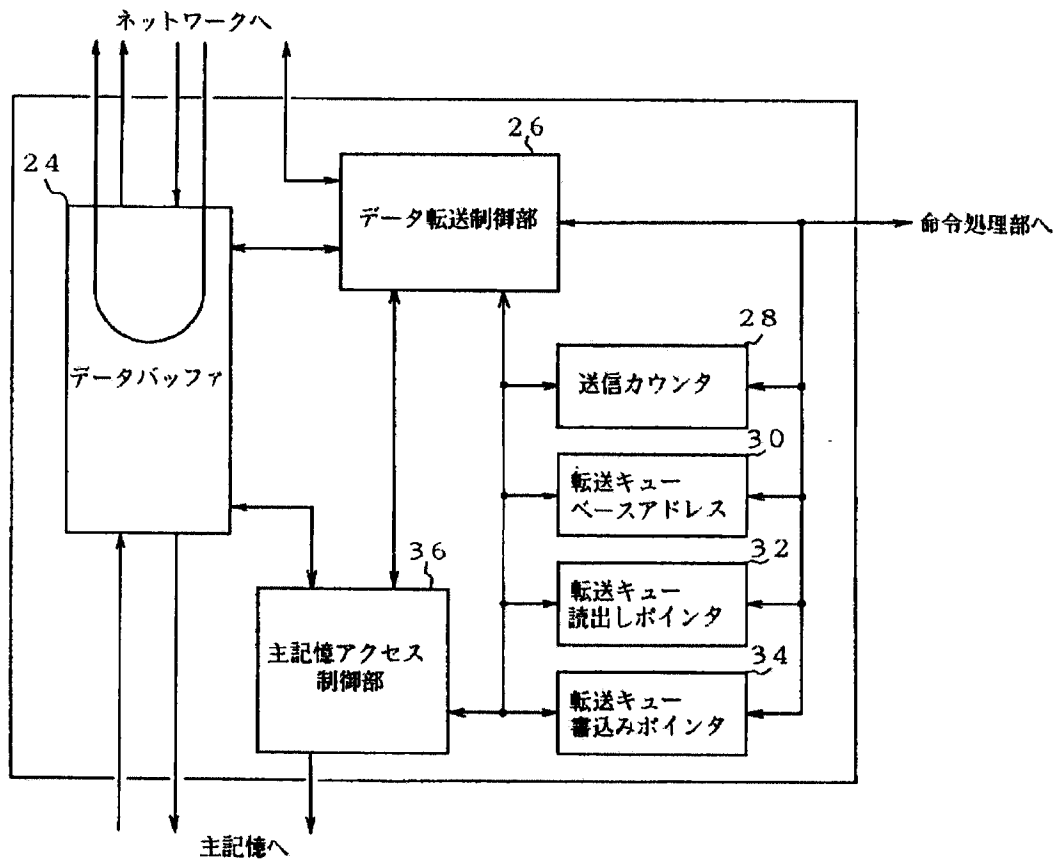 ネットワークへ
26
24
データ転送制御部
命令処理部へ
28
データバッファ
送信カウンタ
30
転送キュー
ベースアドレス
32
36
転送キュー
読出しポインタ
主記憶アクセス
制御部
34
転送キュー
書込みポインタ
主記憶へ